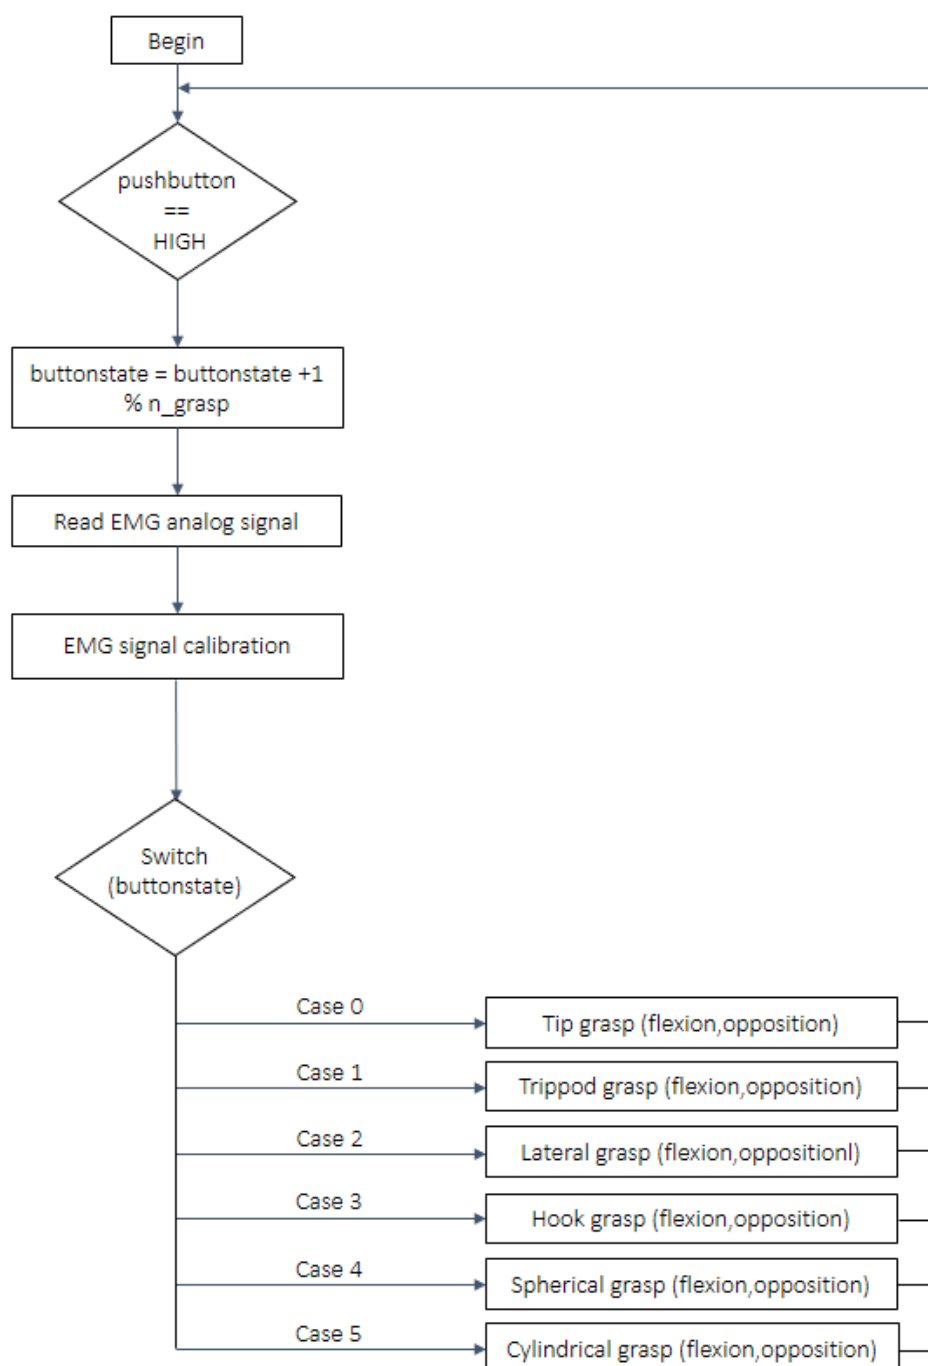 Begin
pushbutton
==
HIGH
buttonstate = buttonstate +1
% n_grasp
Read EMG analog signal
EMG signal calibration
Switch
(buttonstate)
Case 0
Tip grasp (flexion,opposition)
Case 1
Trippod grasp (flexion,opposition)
Case 2
Lateral grasp (flexion,oppositionl)
Case 3
Hook grasp (flexion,opposition)
Case 4
Spherical grasp (flexion,opposition)
Case 5
Cylindrical grasp (flexion,opposition)